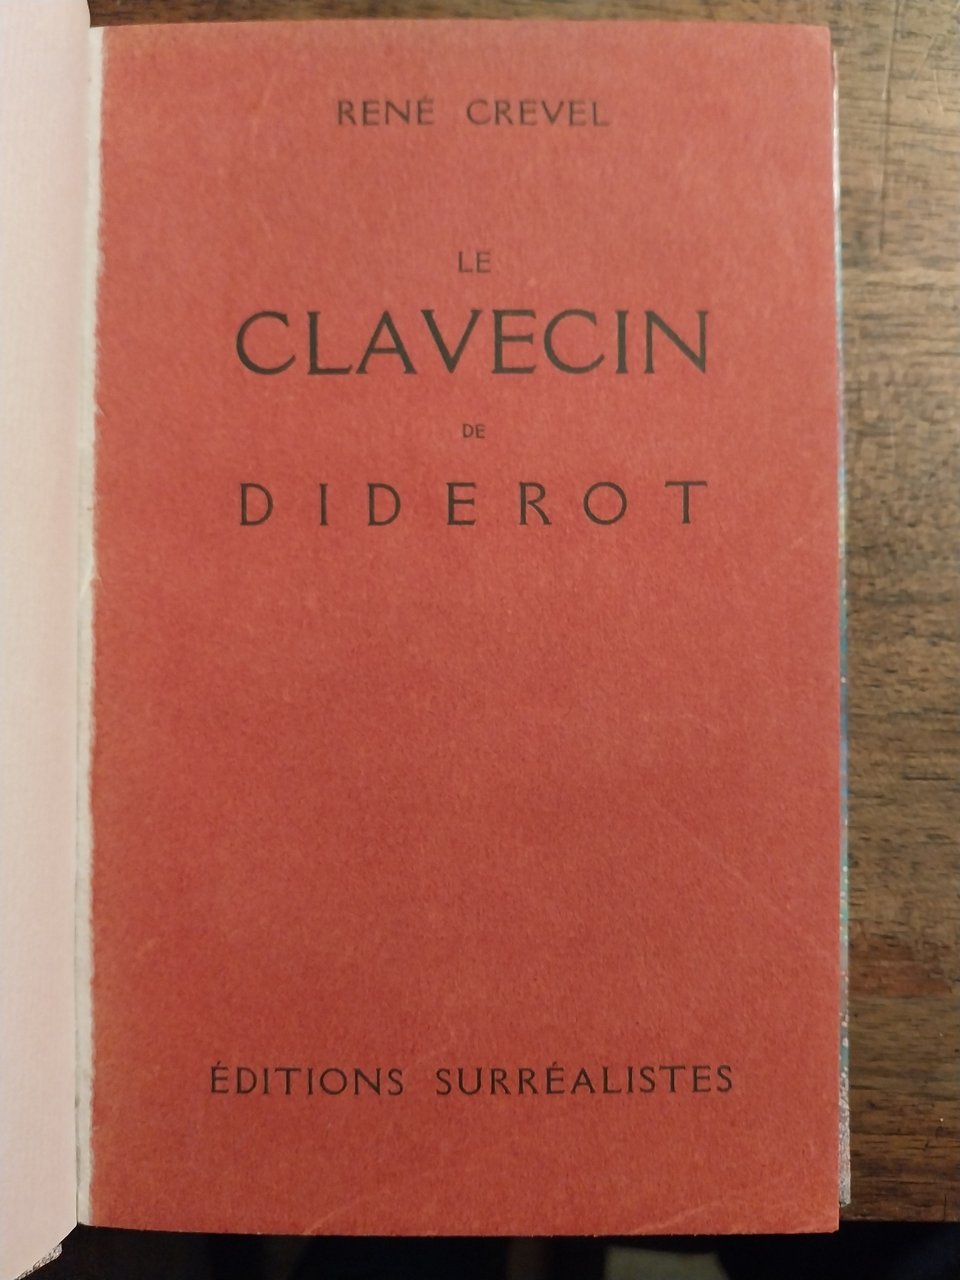 RENÉ CREVEL
LE
CLAVECIN
DE
DIDEROT
ÉDITIONS SURRÉALISTES